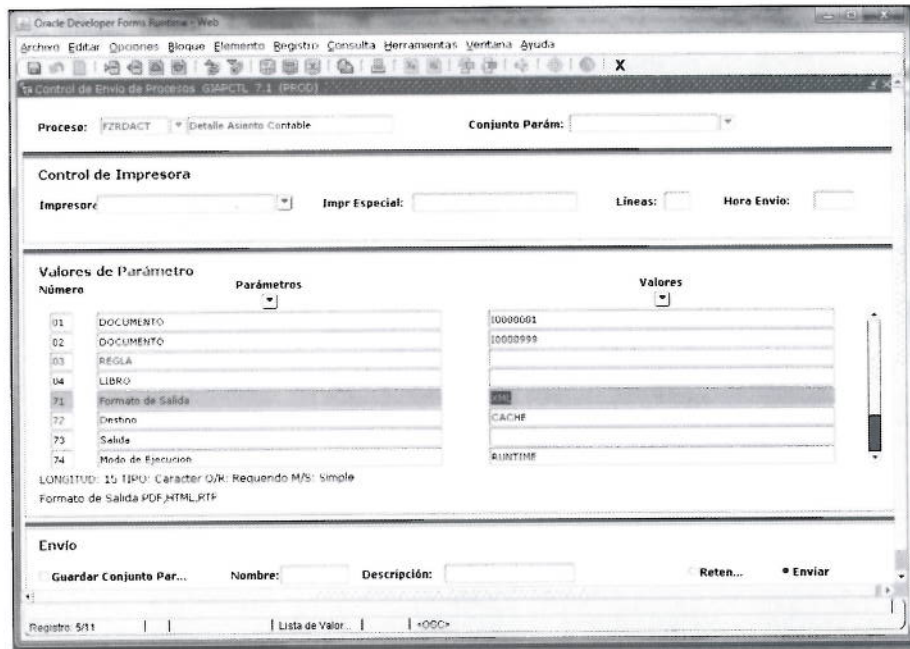 Oracle Developer Forms Runtime - Web
Archivo Editar Opciones Bloque Elemento Registro Consulta Herramientas Ventana Ayuda
X
Control de Envío de Procesos GJAPCTL 7.1 (PROD)
Proceso: FZRDACT Detalle Asiento Contable Conjunto Parám:
Control de Impresora
Impresora Impr Especial: Líneas: Hora Envio:
Valores de Parámetro
Número Parámetros Valores
01 DOCUMENTO I0000001
02 DOCUMENTO I0000999
03 REGLA
04 LIBRO
71 Formato de Salida XML
72 Destino CACHE
73 Salida
74 Modo de Ejecucion RUNTIME
LONGITUD: 15 TIPO: Caracter O/R: Requerido M/S: Simple
Formato de Salida PDF,HTML,RTF
Envío
Guardar Conjunto Par... Nombre: Descripción: Reten... Enviar
Registro: 5/11 Lista de Valor... <OSC>